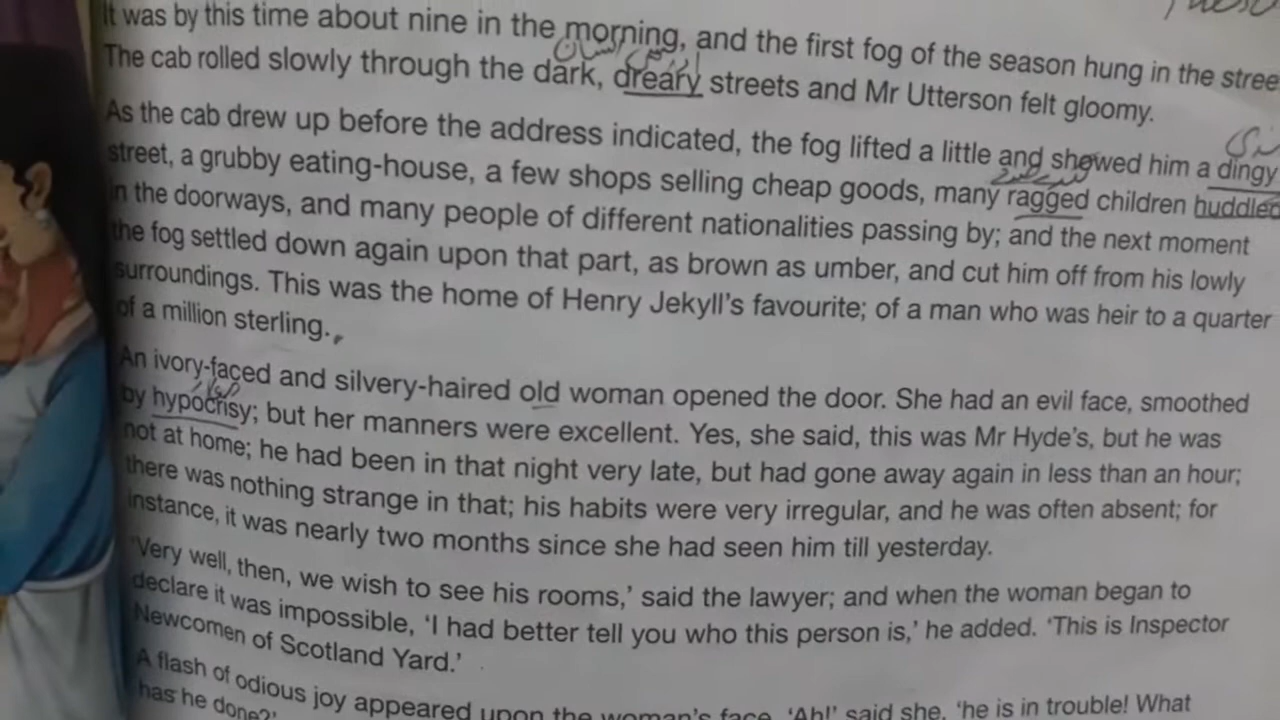 It was by this time about nine in the morning, and the first fog of the season hung in the stree
The cab rolled slowly through the dark, dreary streets and Mr Utterson felt gloomy.
As the cab drew up before the address indicated, the fog lifted a little and showed him a dingy
street, a grubby eating-house, a few shops selling cheap goods, many ragged children huddled
in the doorways, and many people of different nationalities passing by; and the next moment
the fog settled down again upon that part, as brown as umber, and cut him off from his lowly
surroundings. This was the home of Henry Jekyll's favourite; of a man who was heir to a quarter
of a million sterling.
An ivory-faced and silvery-haired old woman opened the door. She had an evil face, smoothed
by hypocrisy; but her manners were excellent. Yes, she said, this was Mr Hyde's, but he was
not at home; he had been in that night very late, but had gone away again in less than an hour;
there was nothing strange in that; his habits were very irregular, and he was often absent; for
instance, it was nearly two months since she had seen him till yesterday.
'Very well, then, we wish to see his rooms,' said the lawyer; and when the woman began to
declare it was impossible, 'I had better tell you who this person is,' he added. 'This is Inspector
Newcomen of Scotland Yard.'
A flash of odious joy appeared upon the woman's face. 'Ah!' said she, 'he is in trouble! What
has he done?'